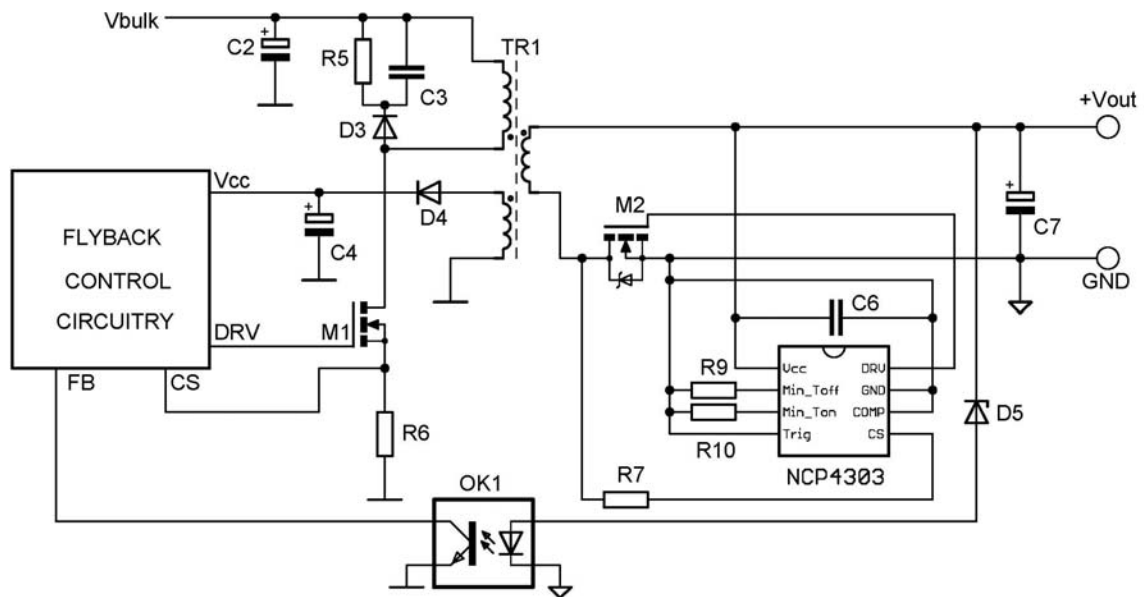 Vbulk
+
C2
R5
C3
TR1
D3
+Vout
Vcc
+
C4
D4
M2
+
C7
FLYBACK
CONTROL
CIRCUITRY
GND
DRV
M1
C6
FB
CS
R9
Vcc
DRV
Min_Toff
GND
Min_Ton
COMP
Trig
CS
D5
R6
R10
NCP4303
R7
OK1